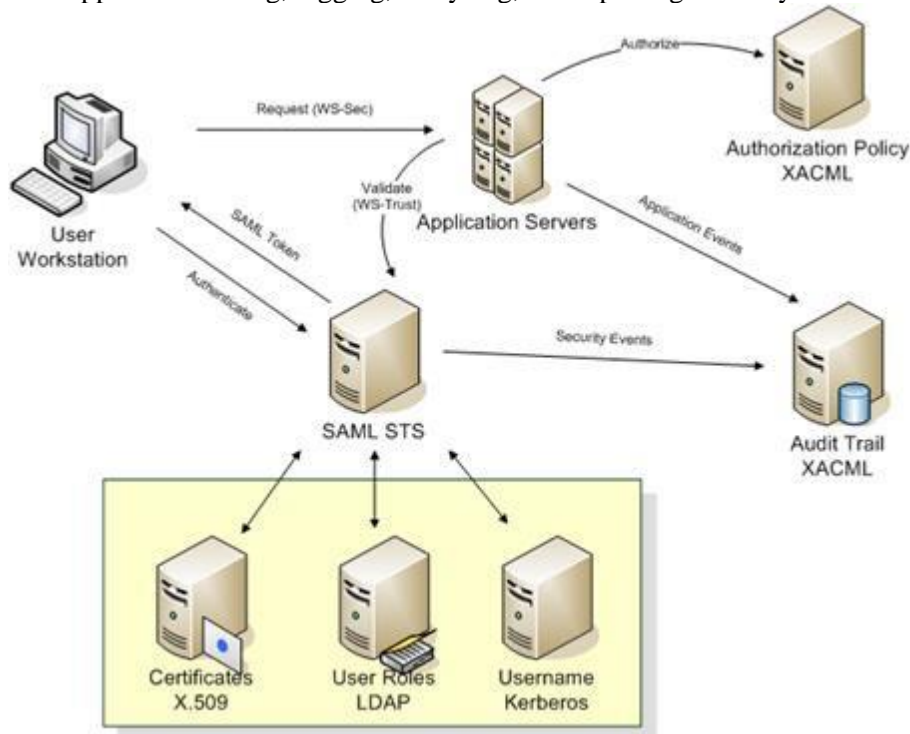 Authorize
Request (WS-Sec)
Authorization Policy
XACML
Validate
(WS-Trust)
Application Servers
User
Workstation
SAML Token
Application Events
Authenticate
Security Events
SAML STS
Audit Trail
XACML
Certificates
X.509
User Roles
LDAP
Username
Kerberos